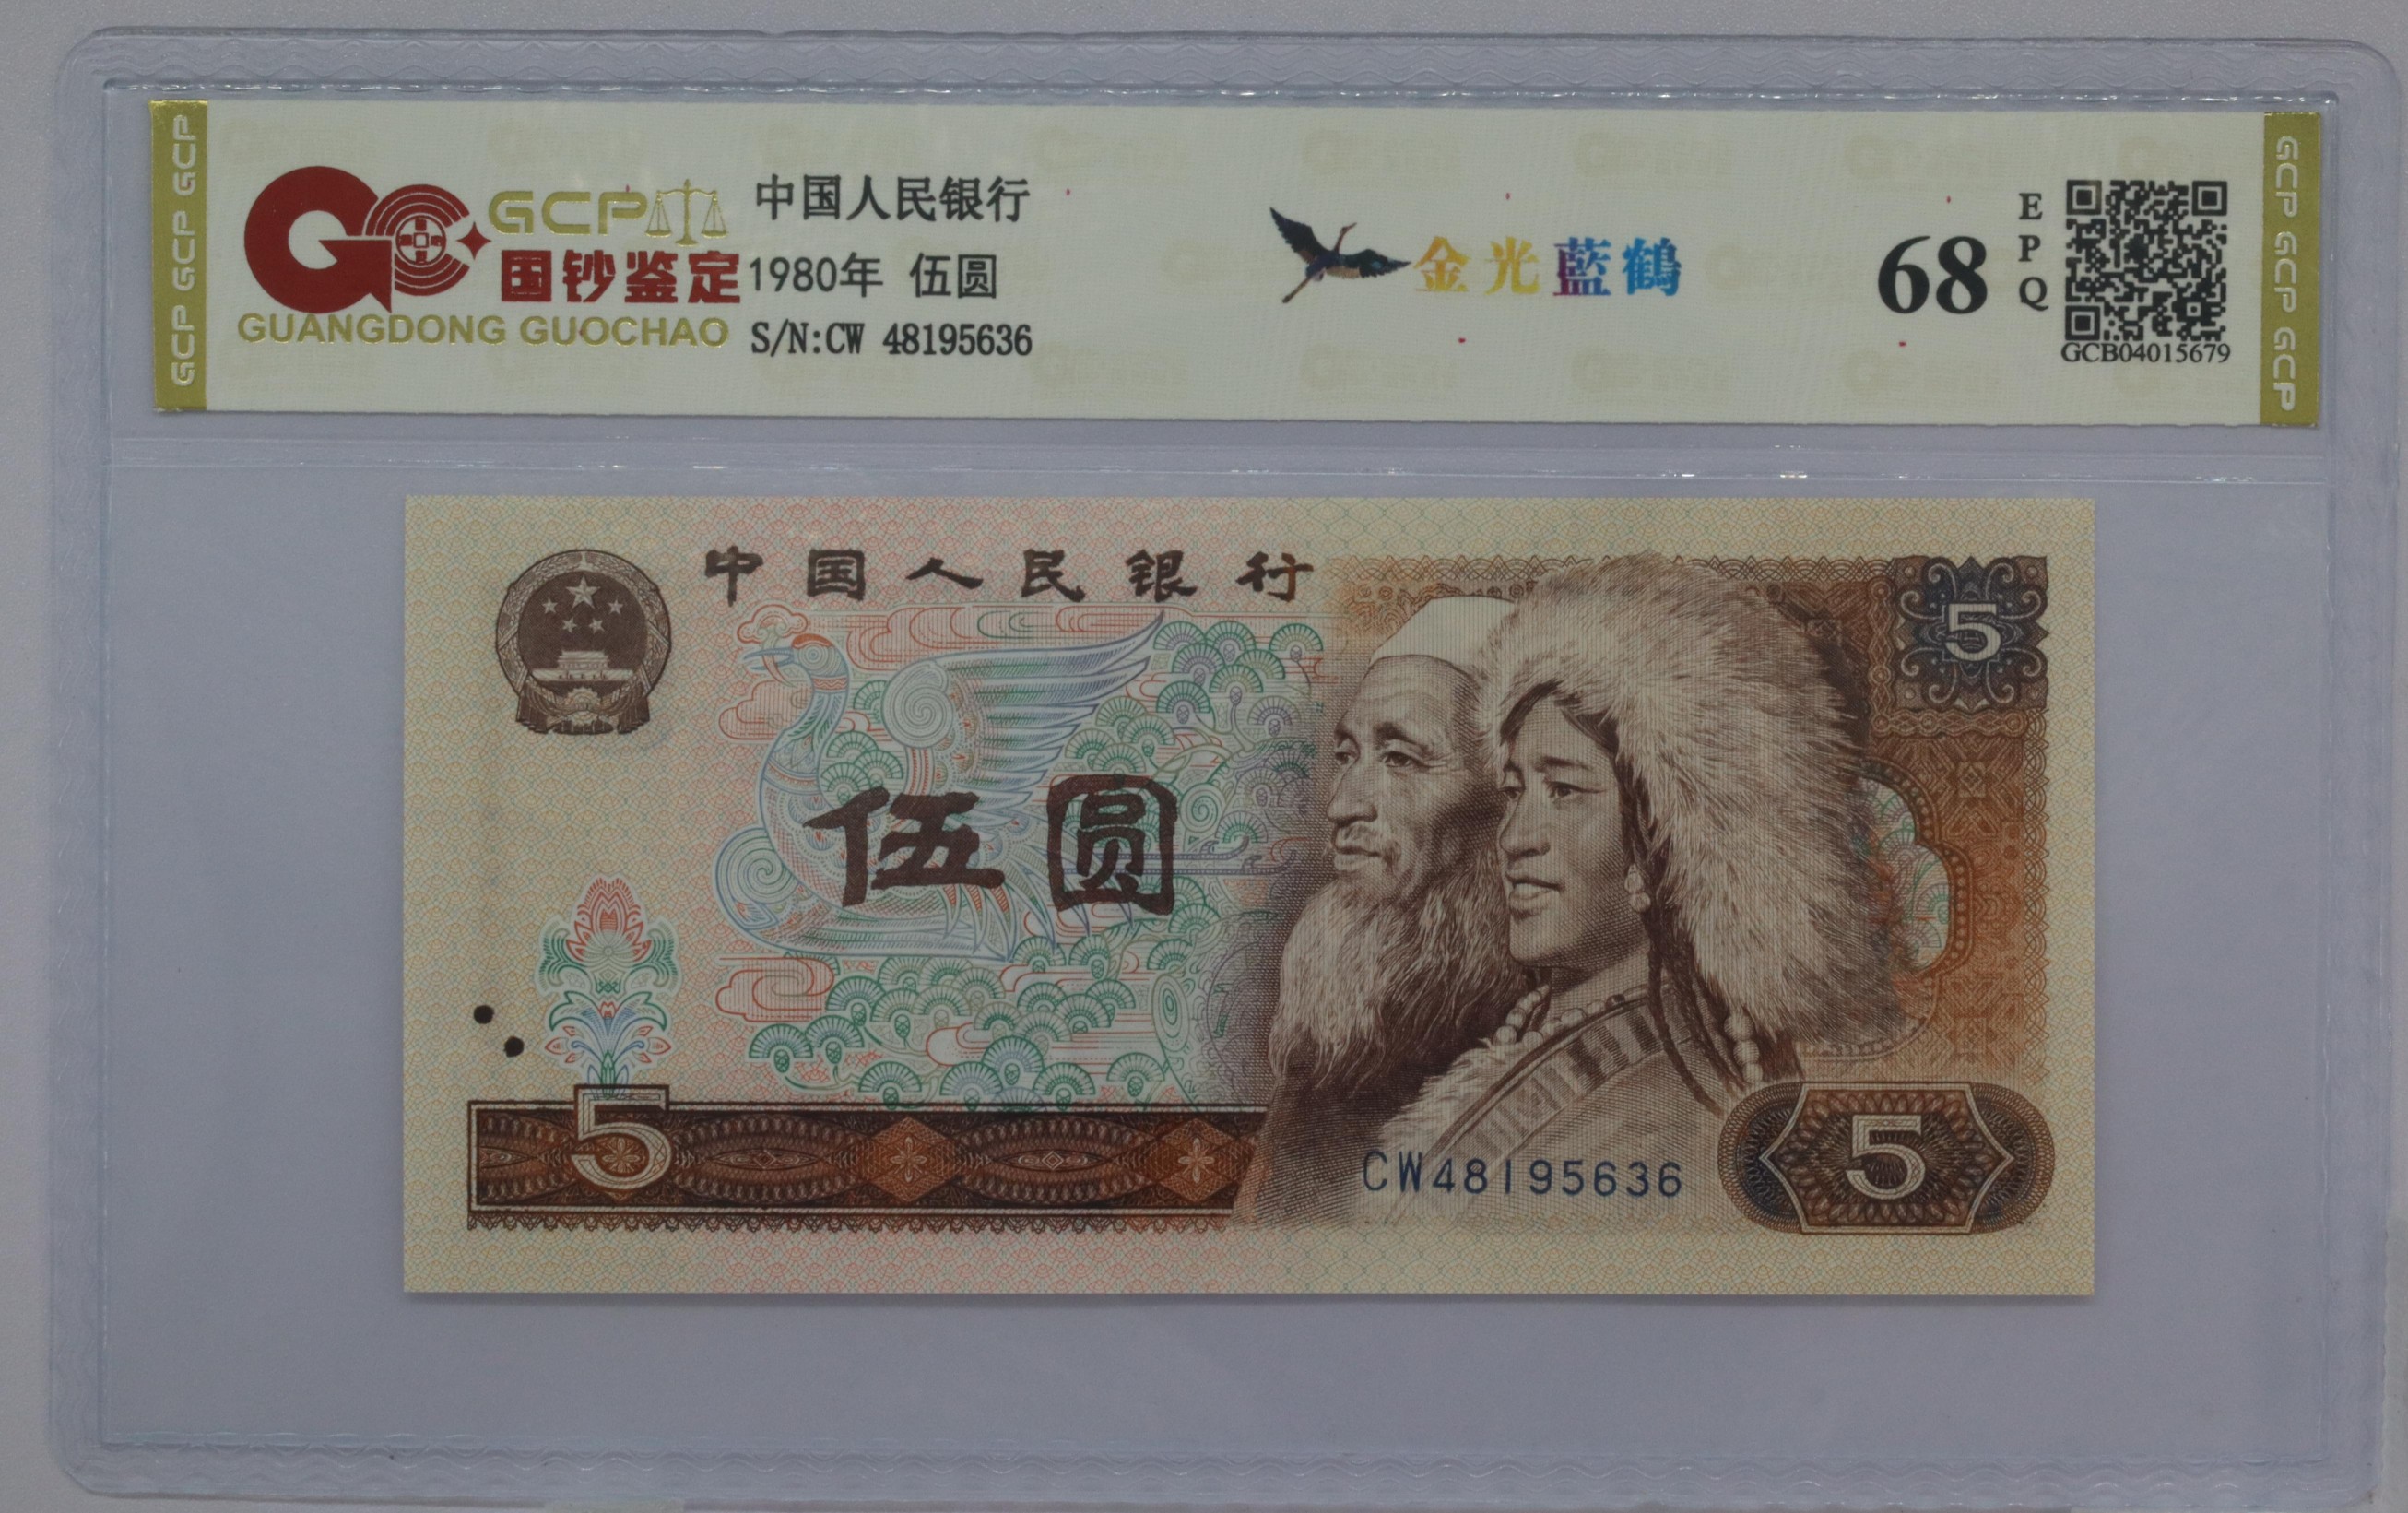 GCP GCP GCP
GCP
国钞鉴定
GUANGDONG GUOCHAO
中国人民银行
1980年 伍圆
S/N:CW 48195636
金光藍鶴
68
EPQ
GCB04015679
GCP GCP GCP
中国人民银行
5
伍圆
5
CW48195636
5